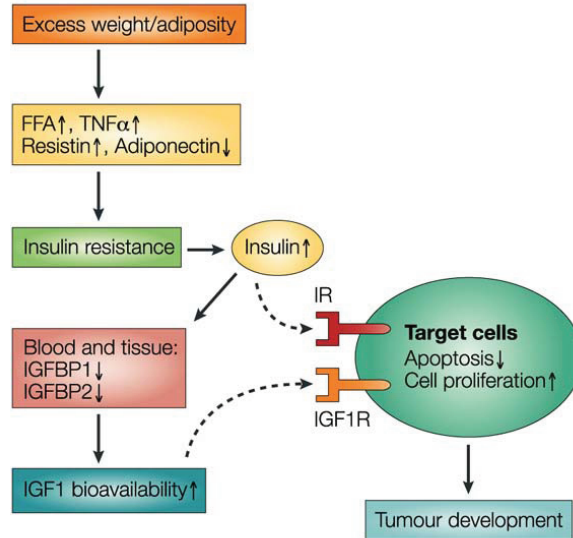 Excess weight/adiposity
FFA↑, TNFα↑
Resistin↑, Adiponectin↓
Insulin resistance
Insulin↑
IR
Target cells
Apoptosis↓
Cell proliferation↑
Blood and tissue:
IGFBP1↓
IGFBP2↓
IGF1R
IGF1 bioavailability↑
Tumour development